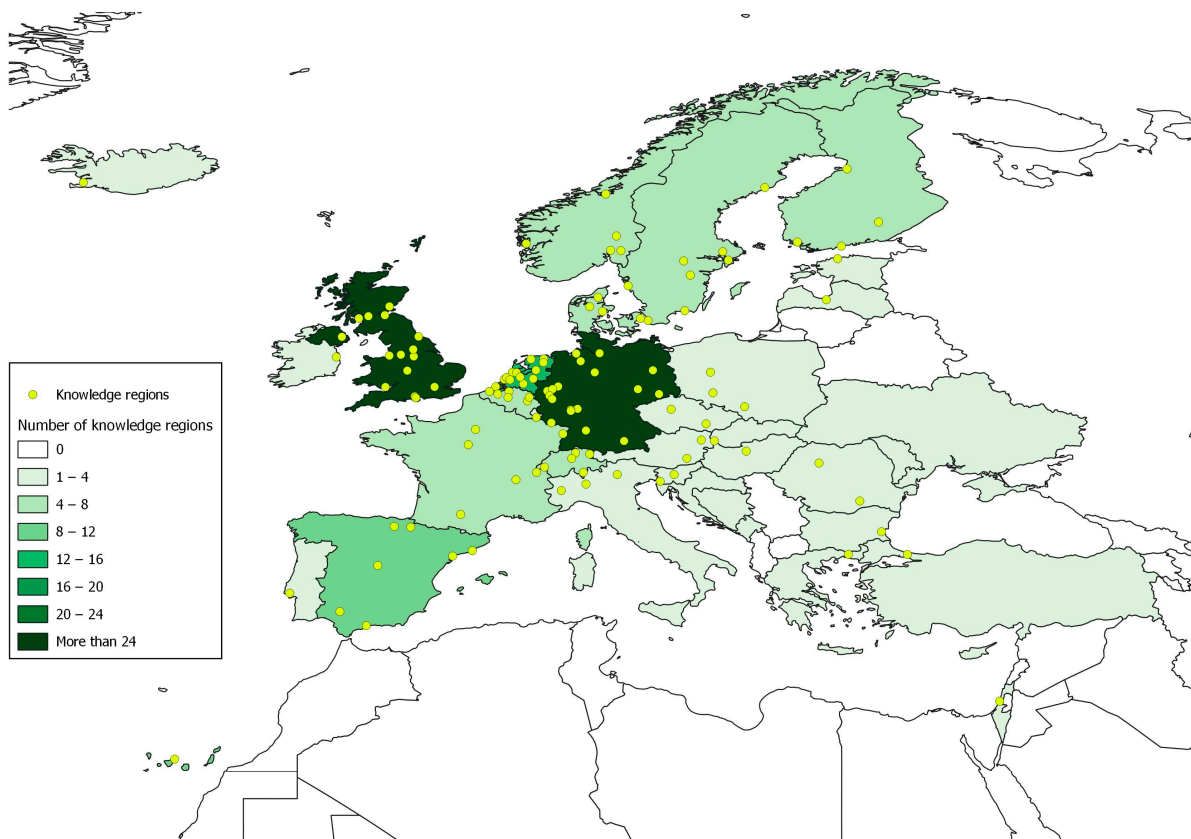 Knowledge regions
Number of knowledge regions
0
1 – 4
4 – 8
8 – 12
12 – 16
16 – 20
20 – 24
More than 24